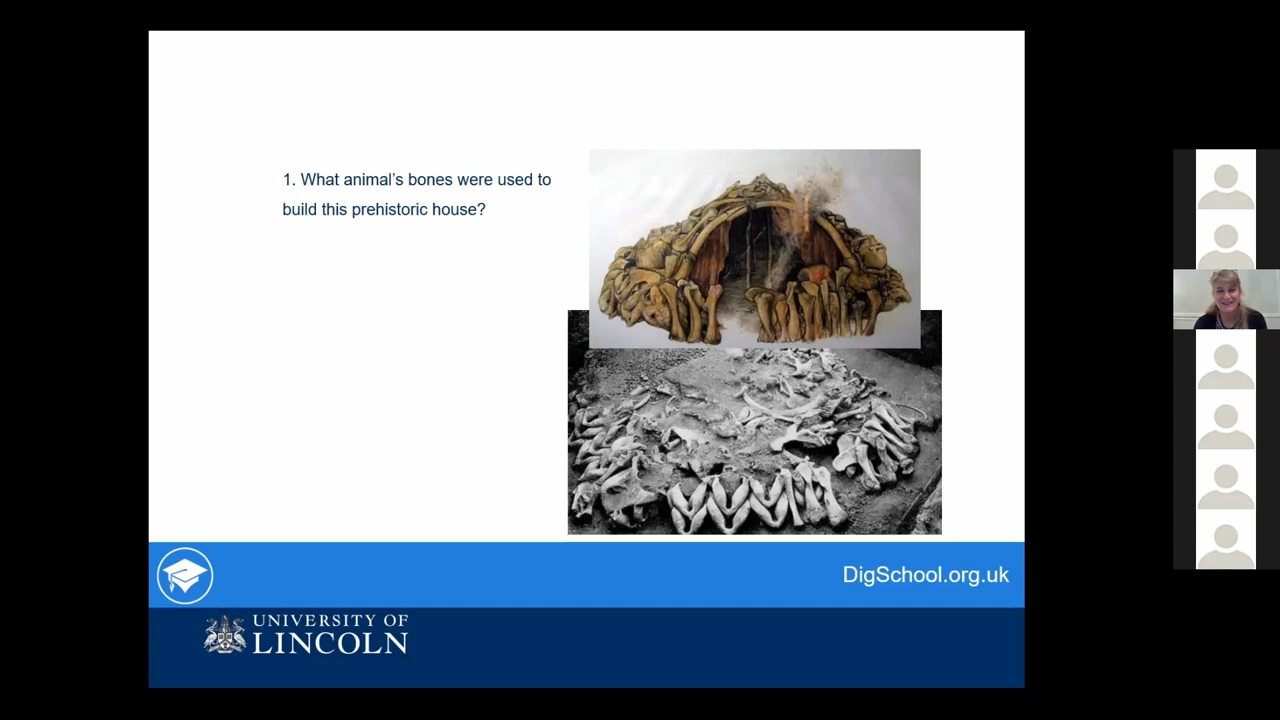 1. What animal's bones were used to
build this prehistoric house?
DigSchool.org.uk
UNIVERSITY OF
LINCOLN